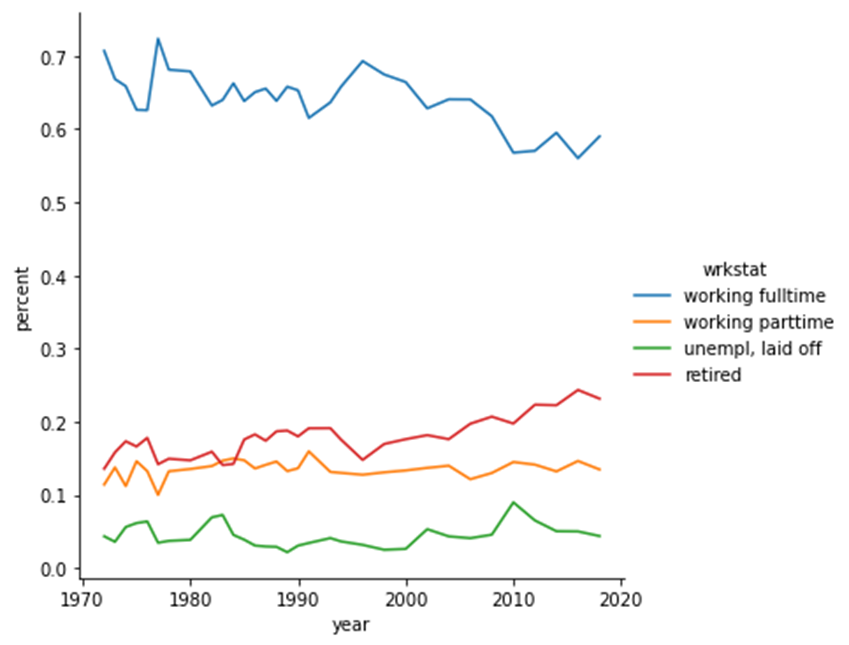 0.7
0.6
0.5
0.4
0.3
0.2
0.1
0.0
percent
1970 1980 1990 2000 2010 2020
year
wrkstat
working fulltime
working parttime
unempl, laid off
retired